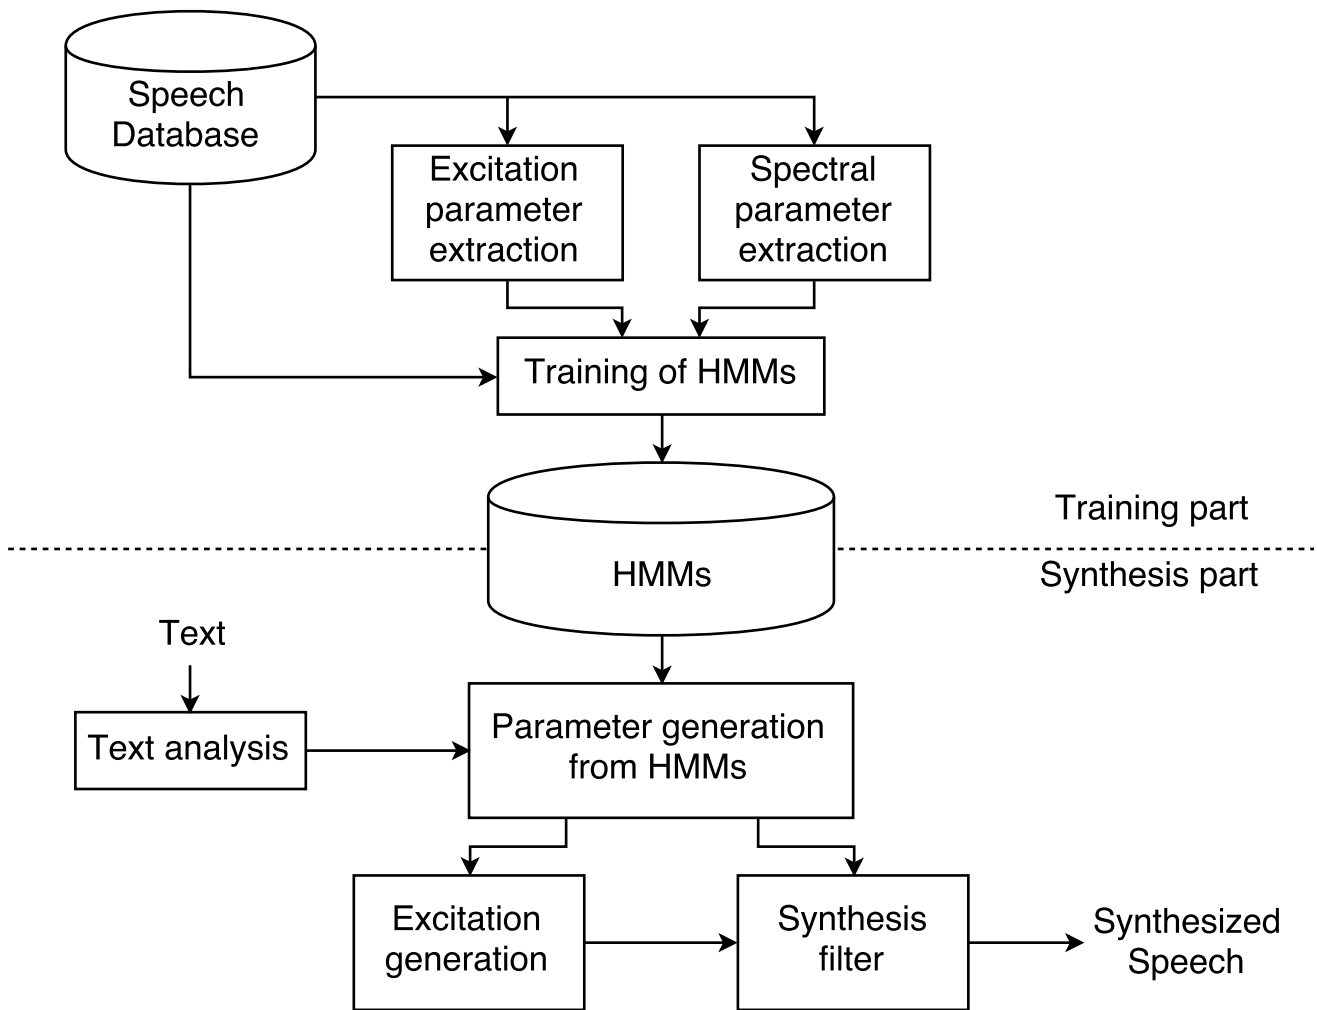 Speech
Database
Excitation
parameter
extraction
Spectral
parameter
extraction
Training of HMMs
Training part
HMMs
Synthesis part
Text
Text analysis
Parameter generation
from HMMs
Excitation
generation
Synthesis
filter
Synthesized
Speech